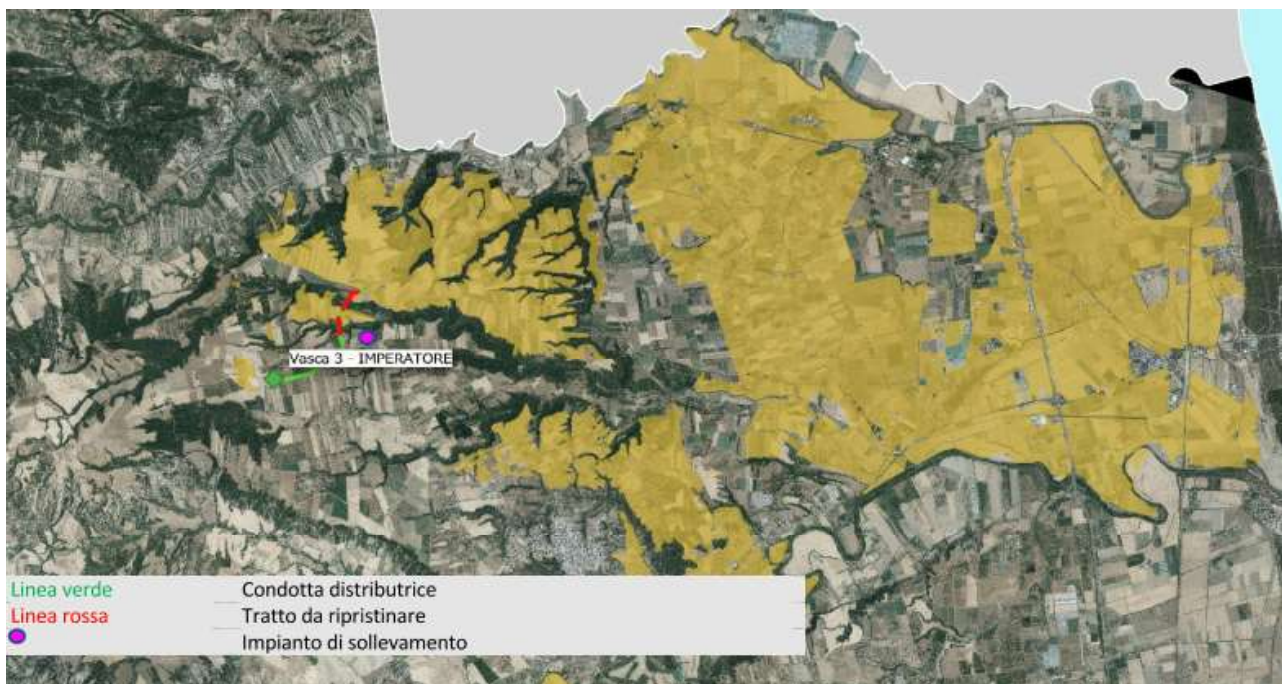 Vasca 3 - IMPERATORE
Linea verde Condotta distributrice
Linea rossa Tratto da ripristinare
Impianto di sollevamento